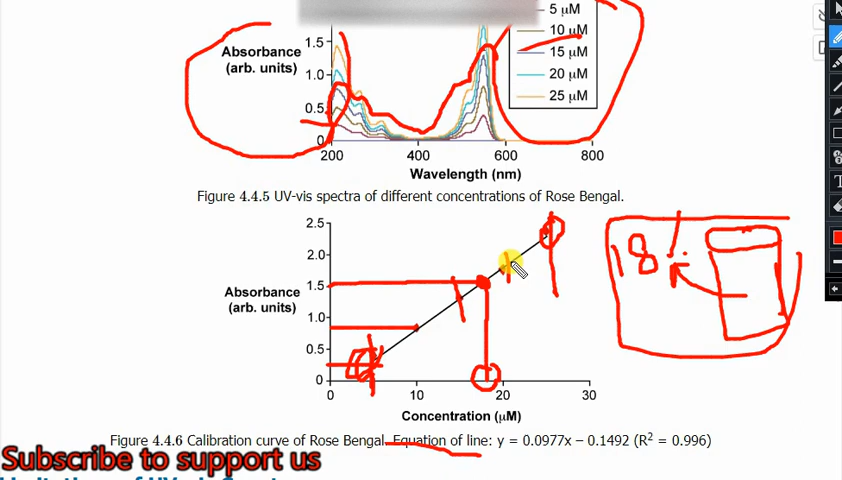 5 μM
10 μM
15 μM
20 μM
25 μM
Absorbance
(arb. units)
1.5
1.0
0.5
0
200
400
600
800
Wavelength (nm)
Figure 4.4.5 UV-vis spectra of different concentrations of Rose Bengal.
2.5
2.0
1.5
1.0
0.5
0
Absorbance
(arb. units)
0
10
20
30
Concentration (μM)
18
Figure 4.4.6 Calibration curve of Rose Bengal. Equation of line: y = 0.0977x – 0.1492 (R² = 0.996)
Subscribe to support us